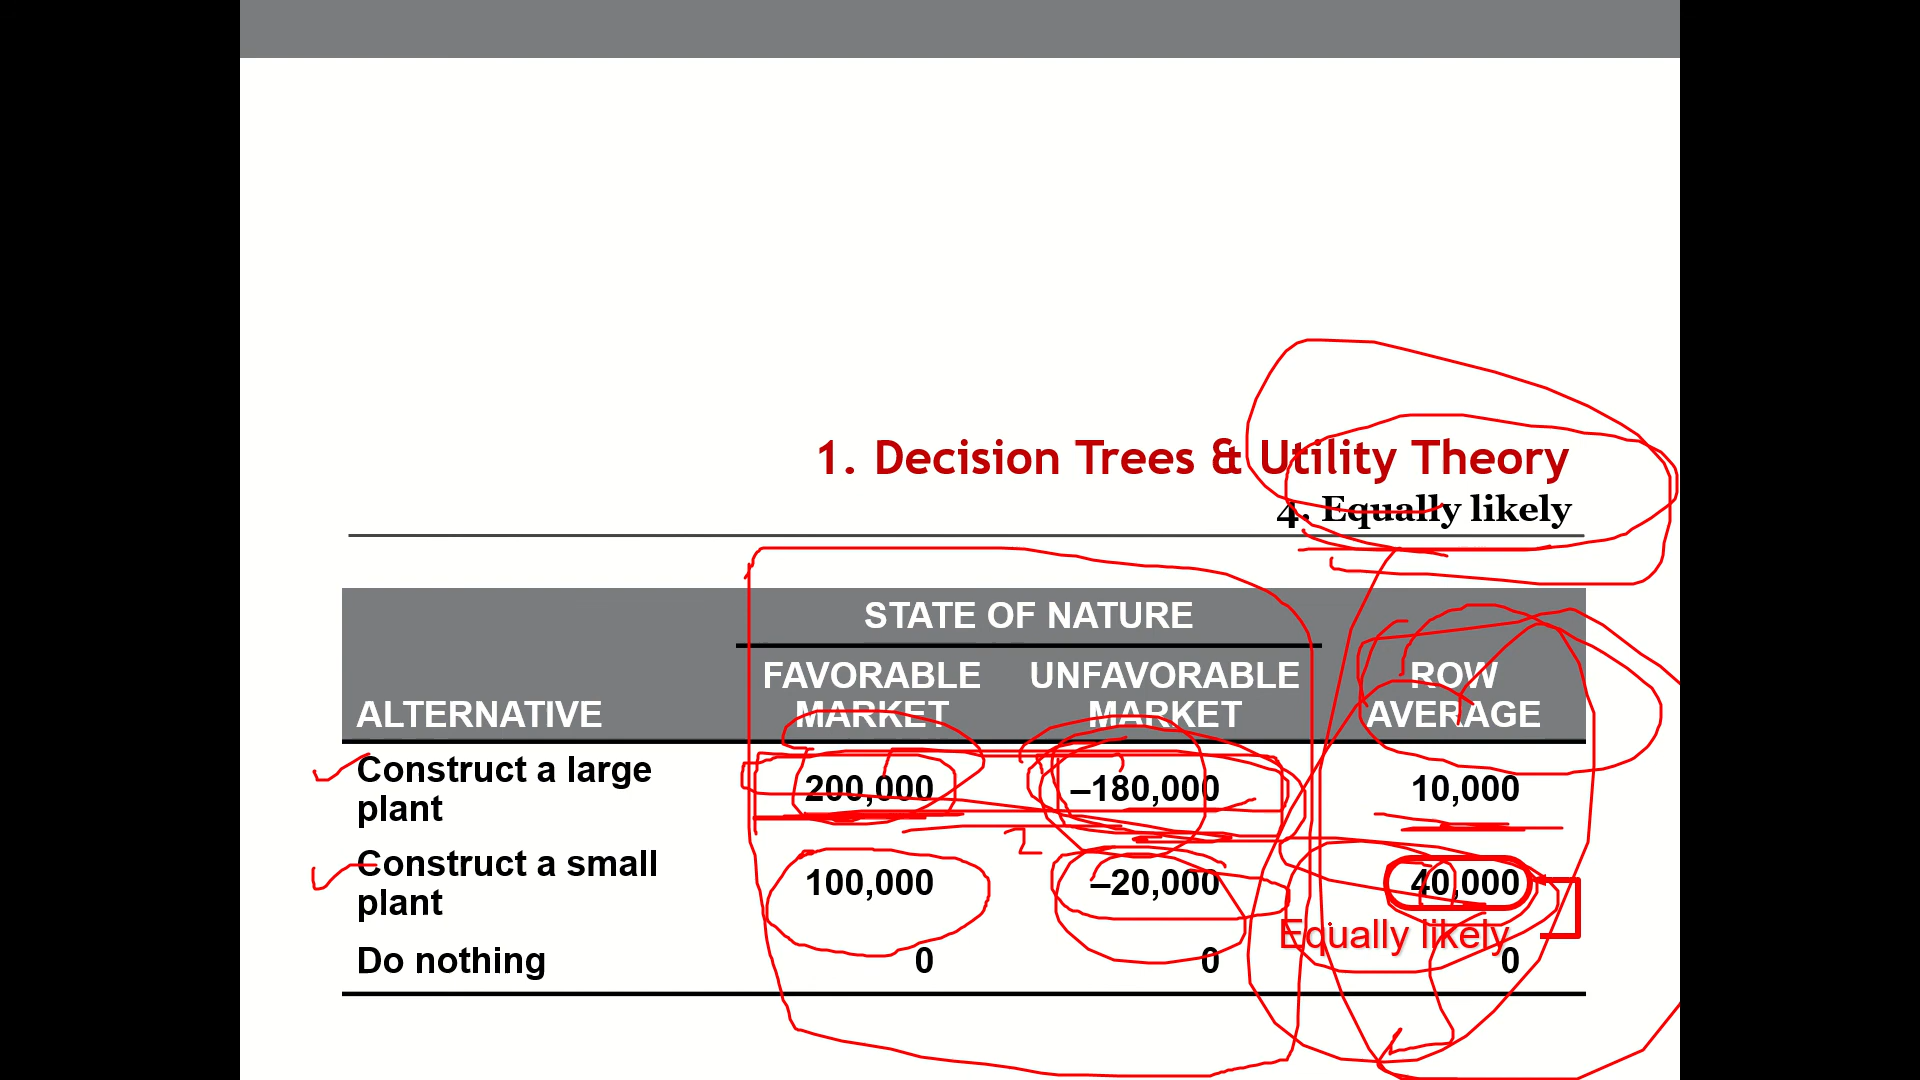 1. Decision Trees & Utility Theory
4. Equally likely
STATE OF NATURE
ALTERNATIVE FAVORABLE MARKET UNFAVORABLE MARKET ROW AVERAGE
Construct a large plant 200,000 –180,000 10,000
Construct a small plant 100,000 –20,000 40,000
Equally likely
Do nothing 0 0 0